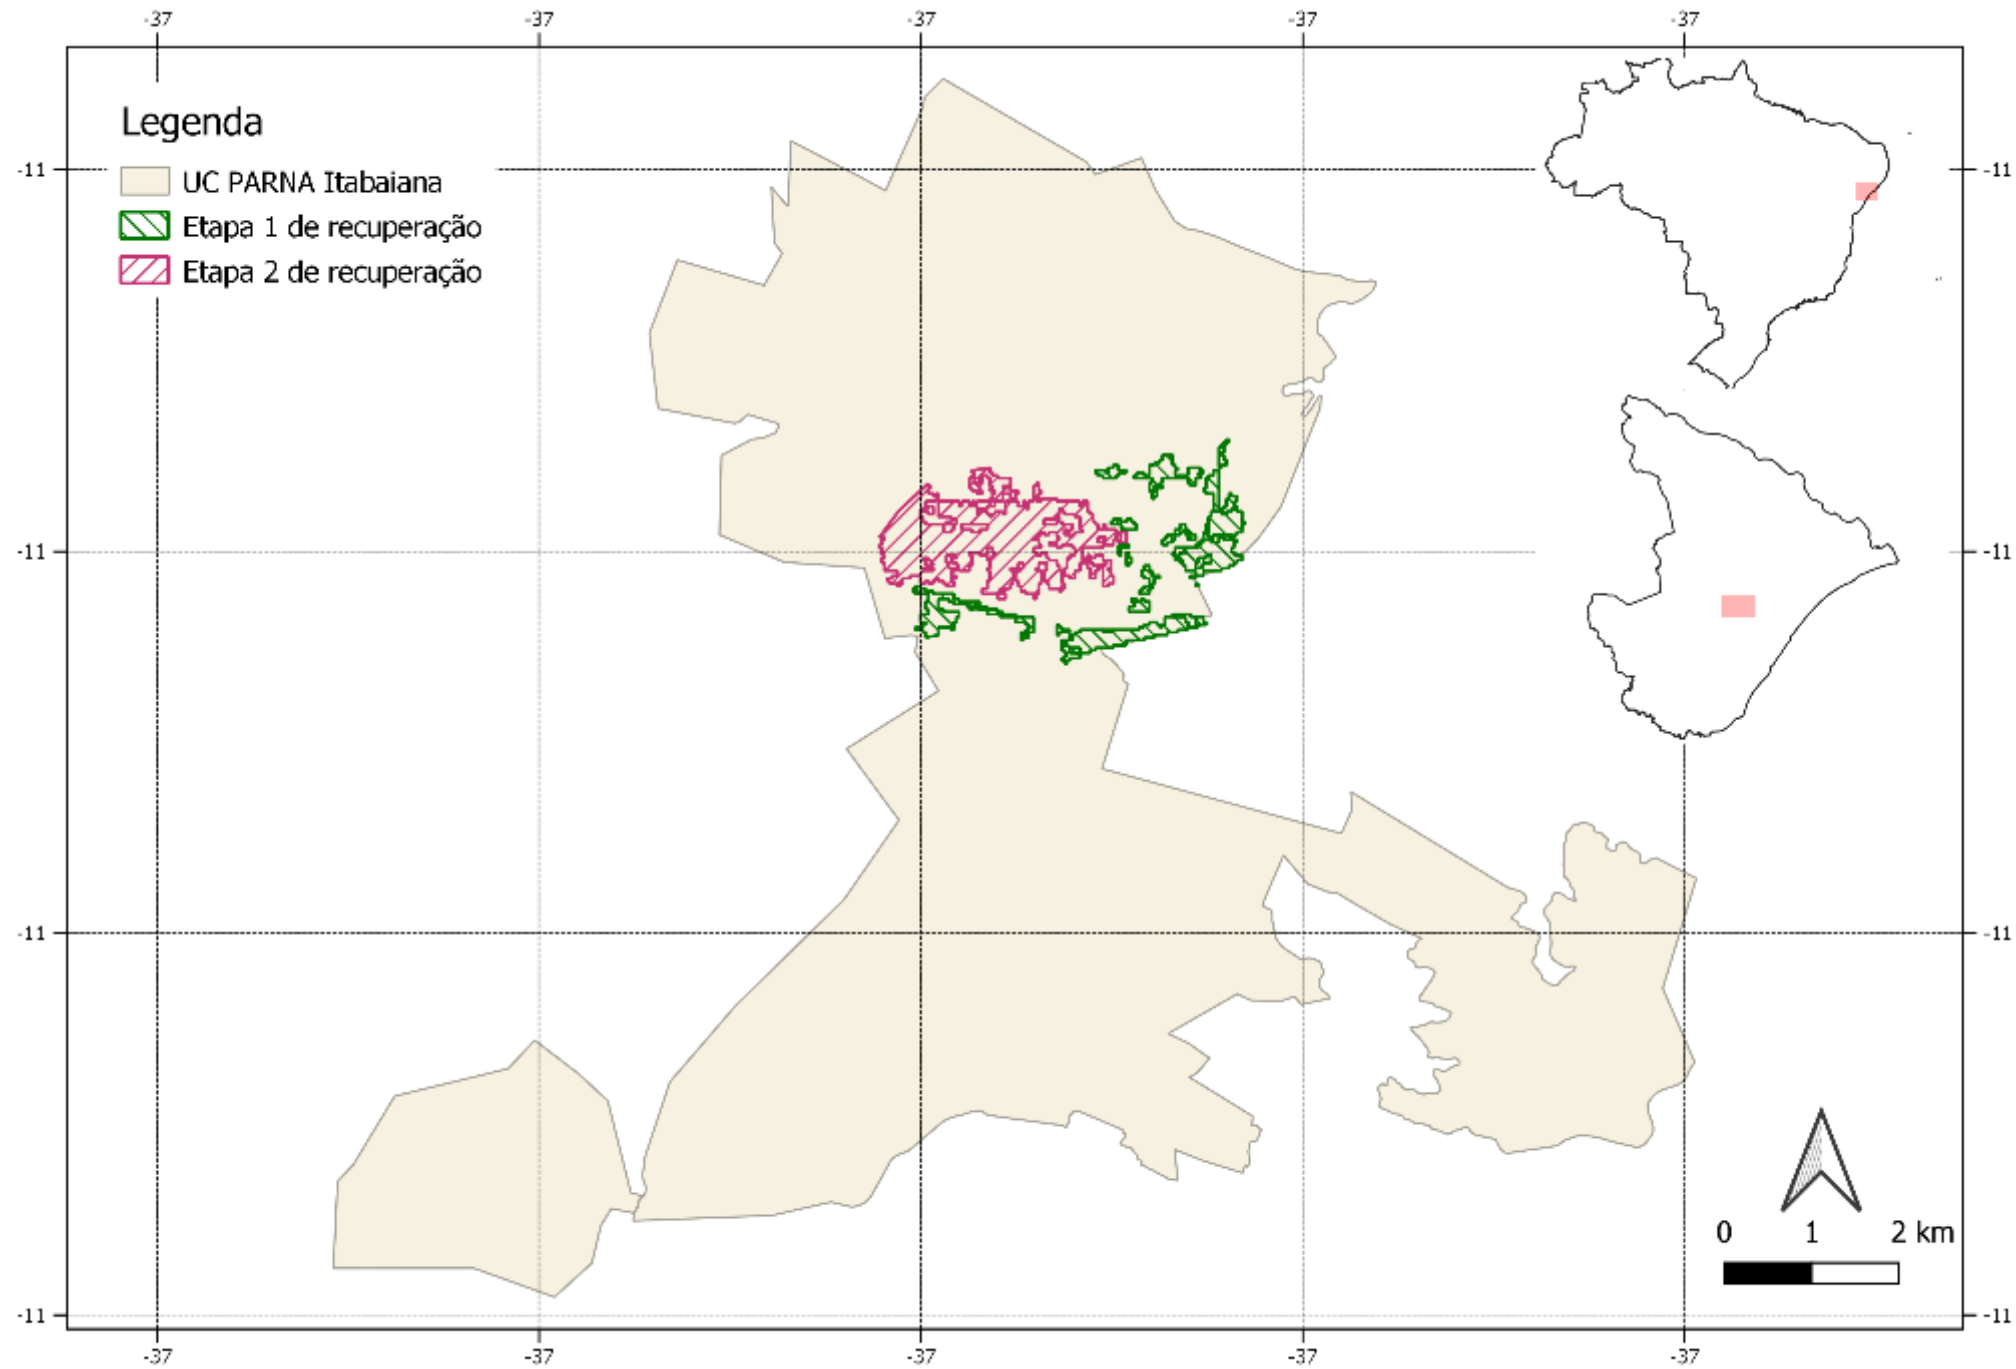 -37 -37 -37 -37 -37
Legenda
UC PARNA Itabaiana
Etapa 1 de recuperação
Etapa 2 de recuperação
-11 -11
-11 -11
-11 -11
0 1 2 km
-11 -11
-37 -37 -37 -37 -37